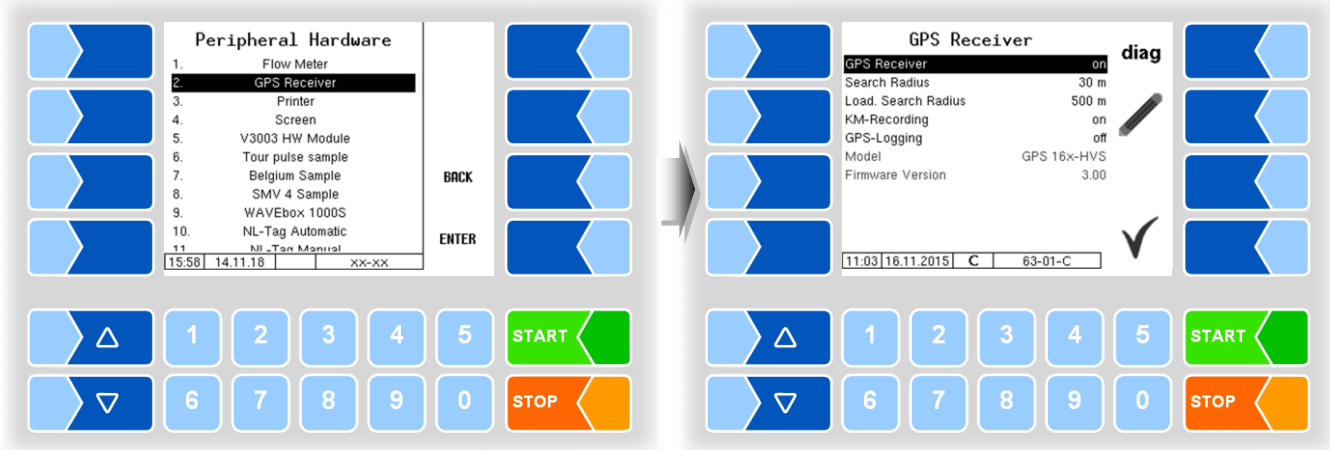 Peripheral Hardware
1. Flow Meter
2. GPS Receiver
3. Printer
4. Screen
5. V3003 HW Module
6. Tour pulse sample
7. Belgium Sample
8. SMV 4 Sample
9. WAVEbox 1000S
10. NL-Tag Automatic
11. NL-Tag Manual
BACK
ENTER
15:58 14.11.18 xx-xx
1 2 3 4 5 START
6 7 8 9 0 STOP
GPS Receiver
diag
GPS Receiver on
Search Radius 30 m
Load. Search Radius 500 m
KM-Recording on
GPS-Logging off
Model GPS 16x-HVS
Firmware Version 3.00
11:03 16.11.2015 C 63-01-C
1 2 3 4 5 START
6 7 8 9 0 STOP